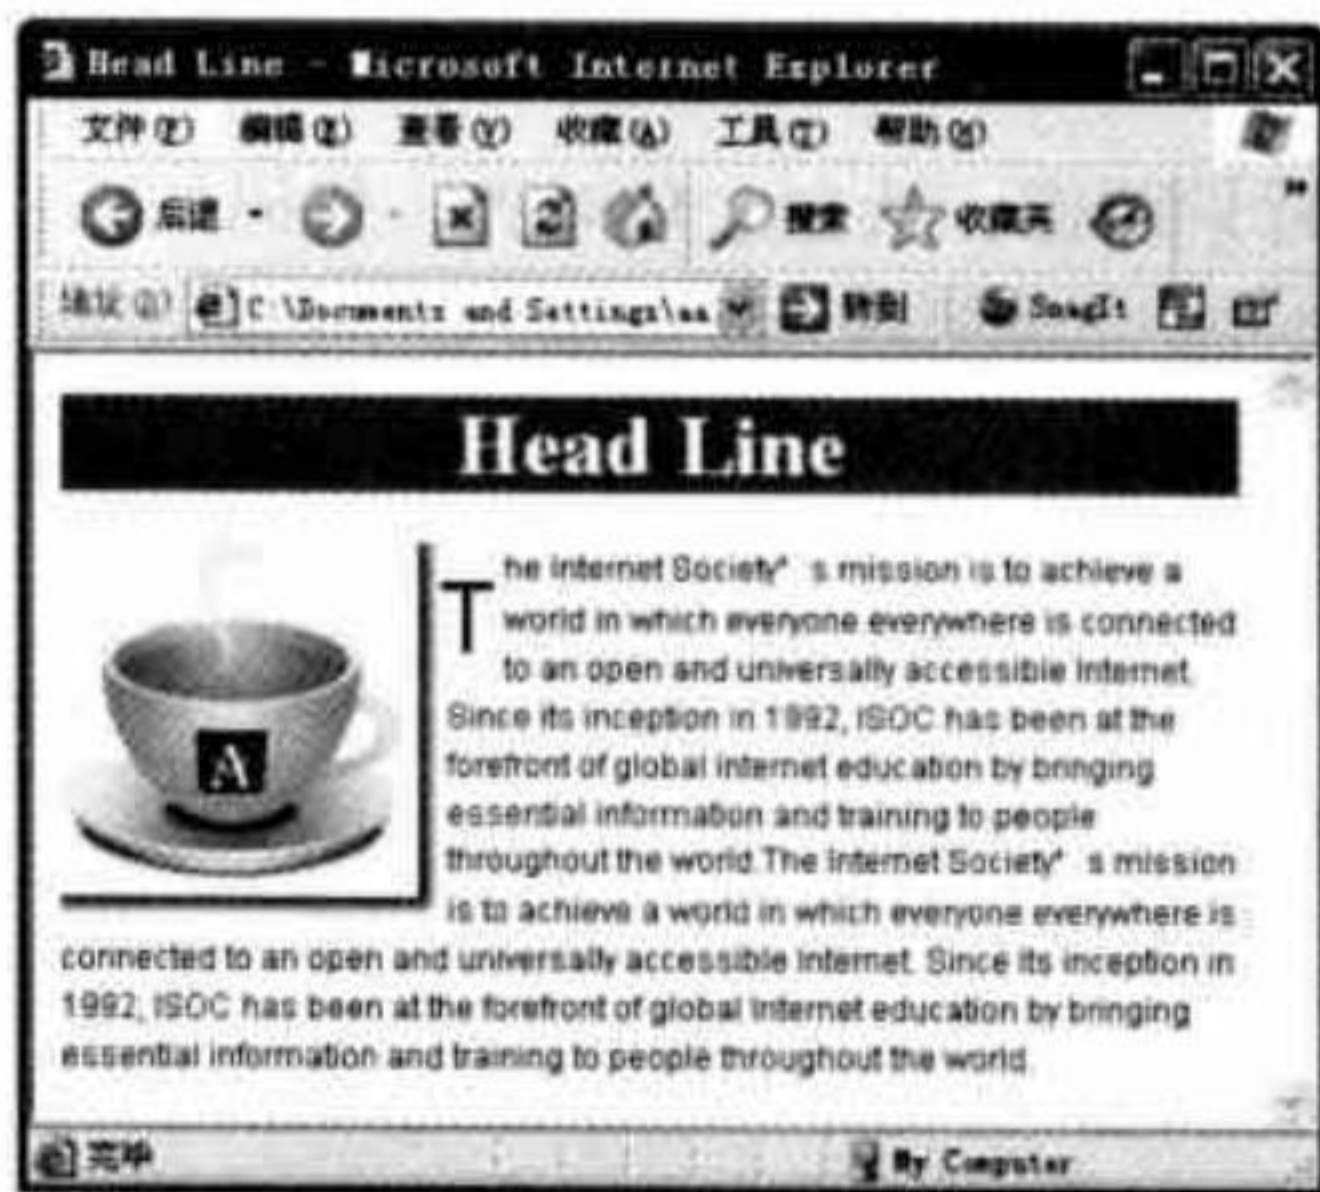 Head Line - Microsoft Internet Explorer
文件(F) 编辑(E) 查看(V) 收藏(A) 工具(T) 帮助(H)
后退 搜索 收藏夹
地址(D) C:\Documents and Settings\aa 转到 SnagIt
Head Line
The Internet Society's mission is to achieve a
world in which everyone everywhere is connected
to an open and universally accessible Internet.
Since its inception in 1992, ISOC has been at the
forefront of global Internet education by bringing
essential information and training to people
throughout the world.The Internet Society's mission
is to achieve a world in which everyone everywhere is
connected to an open and universally accessible Internet. Since its inception in
1992, ISOC has been at the forefront of global Internet education by bringing
essential information and training to people throughout the world.
A
完毕 My Computer